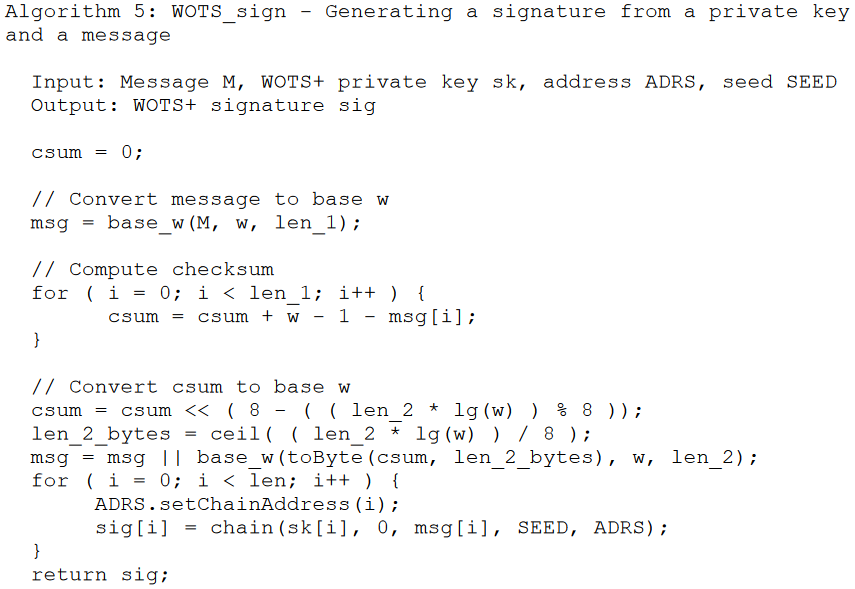 Algorithm 5: WOTS_sign - Generating a signature from a private key
and a message
Input: Message M, WOTS+ private key sk, address ADRS, seed SEED
Output: WOTS+ signature sig
csum = 0;
// Convert message to base w
msg = base_w(M, w, len_1);
// Compute checksum
for ( i = 0; i < len_1; i++ ) {
csum = csum + w - 1 - msg[i];
}
// Convert csum to base w
csum = csum << ( 8 - ( ( len_2 * lg(w) ) % 8 ));
len_2_bytes = ceil( ( len_2 * lg(w) ) / 8 );
msg = msg || base_w(toByte(csum, len_2_bytes), w, len_2);
for ( i = 0; i < len; i++ ) {
ADRS.setChainAddress(i);
sig[i] = chain(sk[i], 0, msg[i], SEED, ADRS);
}
return sig;